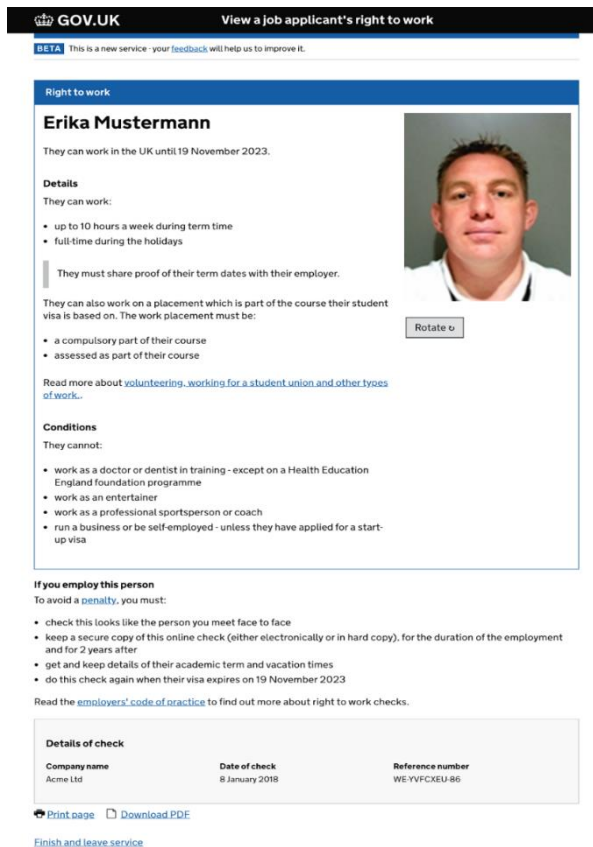 GOV.UK View a job applicant's right to work
BETA This is a new service - your feedback will help us to improve it.
Right to work
Erika Mustermann
They can work in the UK until 19 November 2023.
Details
They can work:
• up to 10 hours a week during term time
• full-time during the holidays
They must share proof of their term dates with their employer.
They can also work on a placement which is part of the course their student
visa is based on. The work placement must be:
• a compulsory part of their course
• assessed as part of their course
Read more about volunteering, working for a student union and other types
of work..
Conditions
They cannot:
• work as a doctor or dentist in training - except on a Health Education
England foundation programme
• work as an entertainer
• work as a professional sportsperson or coach
• run a business or be self-employed - unless they have applied for a start-
up visa
Rotate ↻
If you employ this person
To avoid a penalty, you must:
• check this looks like the person you meet face to face
• keep a secure copy of this online check (either electronically or in hard copy), for the duration of the employment
and for 2 years after
• get and keep details of their academic term and vacation times
• do this check again when their visa expires on 19 November 2023
Read the employers' code of practice to find out more about right to work checks.
Details of check
Company name Date of check Reference number
Acme Ltd 8 January 2018 WE-YVFCXEU-86
Print page Download PDF
Finish and leave service